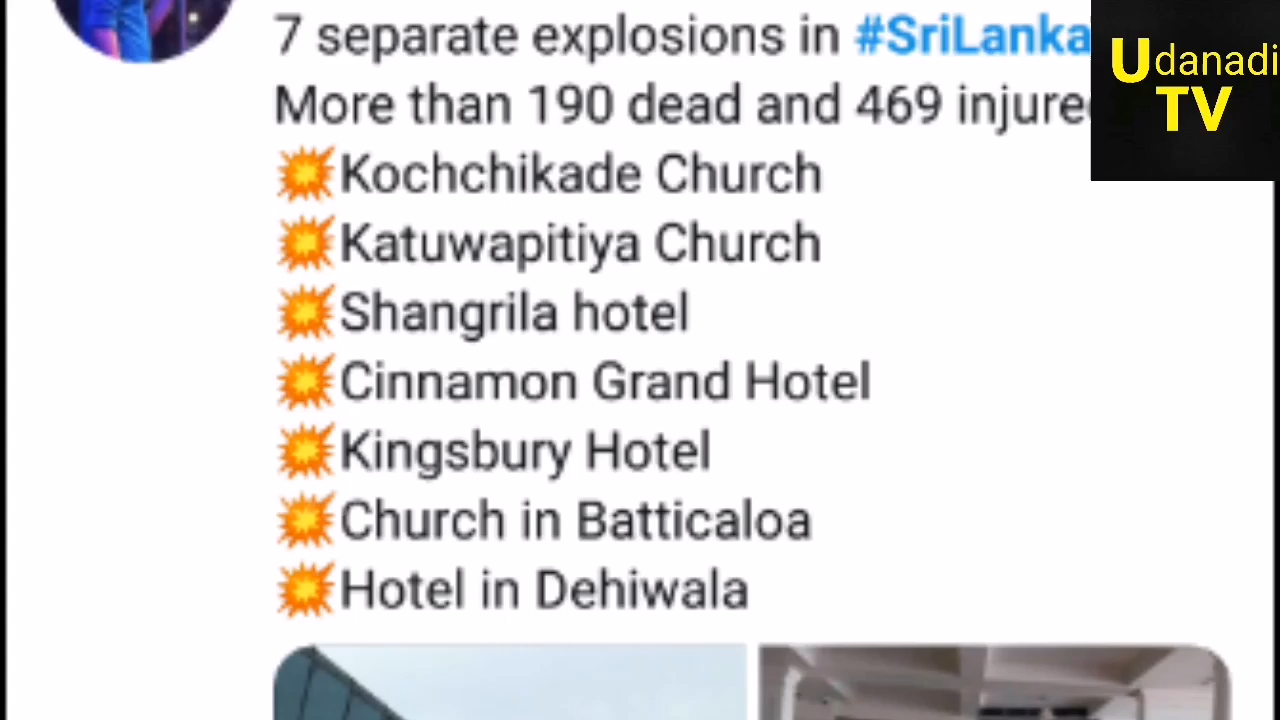 7 separate explosions in #SriLanka
More than 190 dead and 469 injure
💥Kochchikade Church
💥Katuwapitiya Church
💥Shangrila hotel
💥Cinnamon Grand Hotel
💥Kingsbury Hotel
💥Church in Batticaloa
💥Hotel in Dehiwala
Udanadi
TV